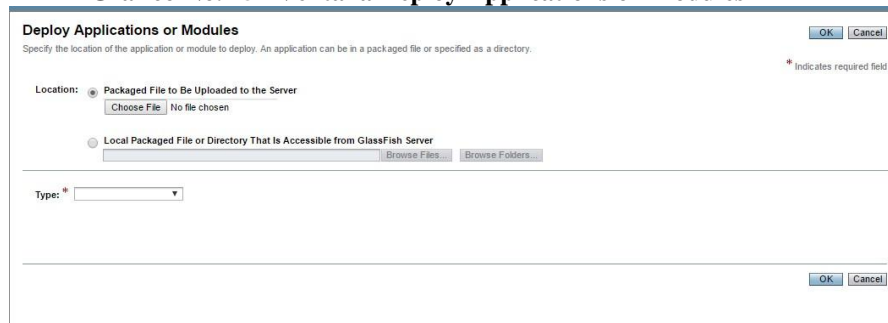 Deploy Applications or Modules
OK Cancel
Specify the location of the application or module to deploy. An application can be in a packaged file or specified as a directory.
* Indicates required field
Location: Packaged File to Be Uploaded to the Server
Choose File No file chosen
Local Packaged File or Directory That Is Accessible from GlassFish Server
Browse Files... Browse Folders...
Type: *
OK Cancel